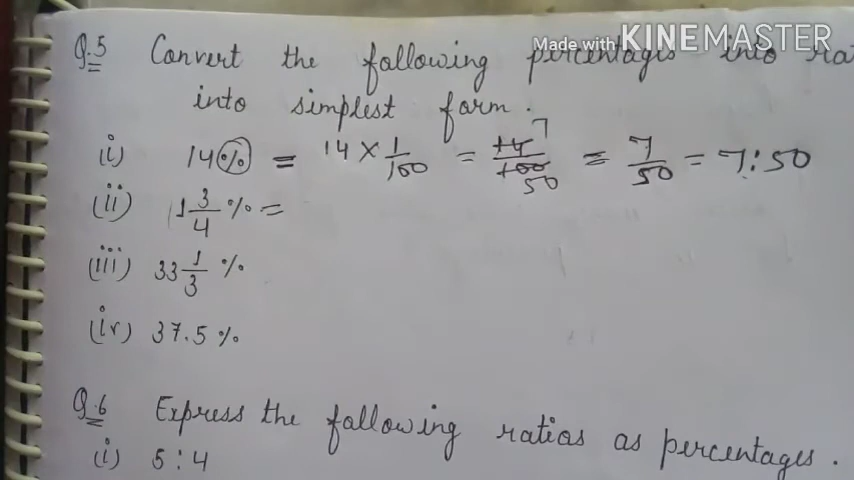 Made with KINEMASTER
Q.5 Convert the following percentages into ra
into simplest form.
(i) 14% = 14 × 1/100 = 14/100 7 50 = 7/50 = 7:50
(ii) 1 3/4 % =
(iii) 33 1/3 %
(iv) 37.5 %
Q.6 Express the following ratios as percentages.
(i) 5:4